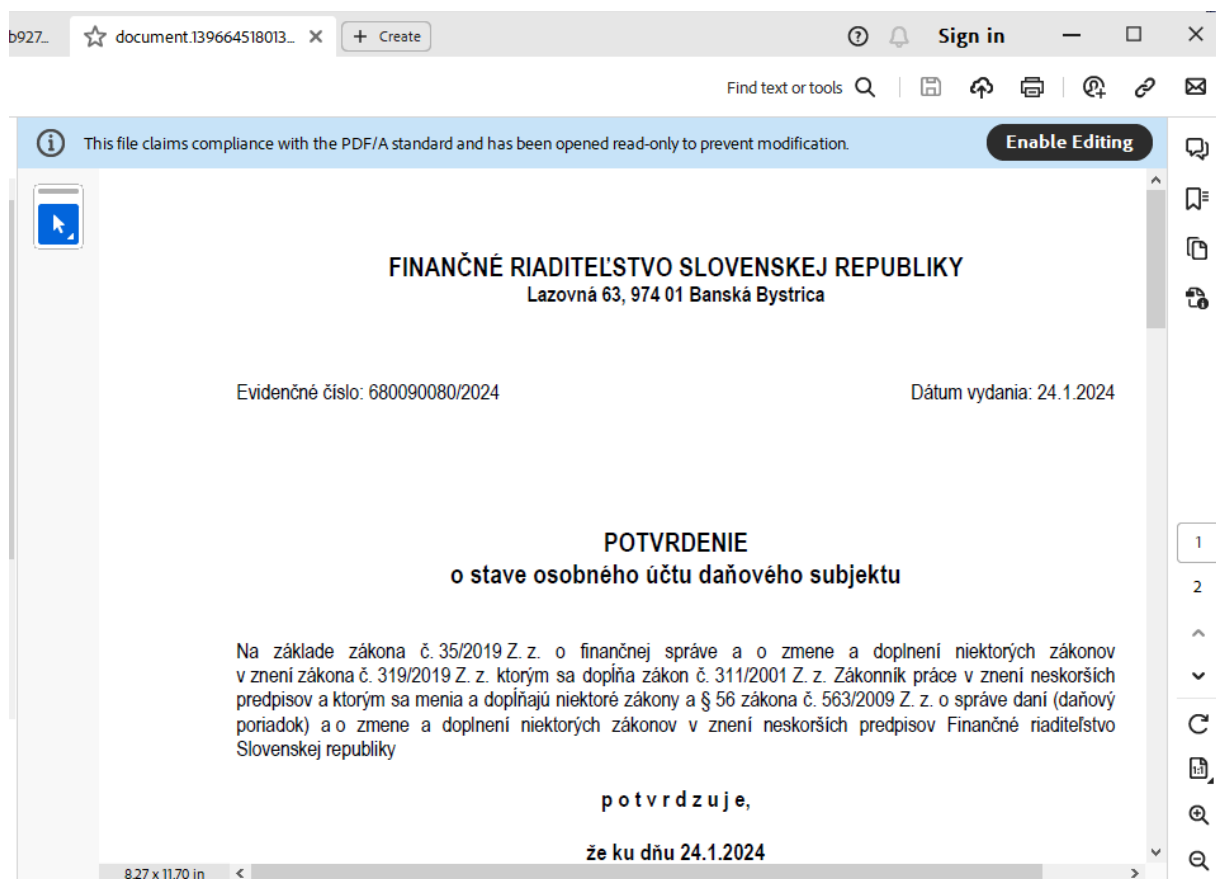 b927...
document.139664518013...
+ Create
Sign in
Find text or tools
This file claims compliance with the PDF/A standard and has been opened read-only to prevent modification.
Enable Editing
FINANČNÉ RIADITEĽSTVO SLOVENSKEJ REPUBLIKY
Lazovná 63, 974 01 Banská Bystrica
Evidenčné číslo: 680090080/2024
Dátum vydania: 24.1.2024
POTVRDENIE
o stave osobného účtu daňového subjektu
Na základe zákona č. 35/2019 Z. z. o finančnej správe a o zmene a doplnení niektorých zákonov
v znení zákona č. 319/2019 Z. z. ktorým sa dopĺňa zákon č. 311/2001 Z. z. Zákonník práce v znení neskorších
predpisov a ktorým sa menia a dopĺňajú niektoré zákony a § 56 zákona č. 563/2009 Z. z. o správe daní (daňový
poriadok) a o zmene a doplnení niektorých zákonov v znení neskorších predpisov Finančné riaditeľstvo
Slovenskej republiky
p o t v r d z u j e,
že ku dňu 24.1.2024
8.27 x 11.70 in
1
2
1:1